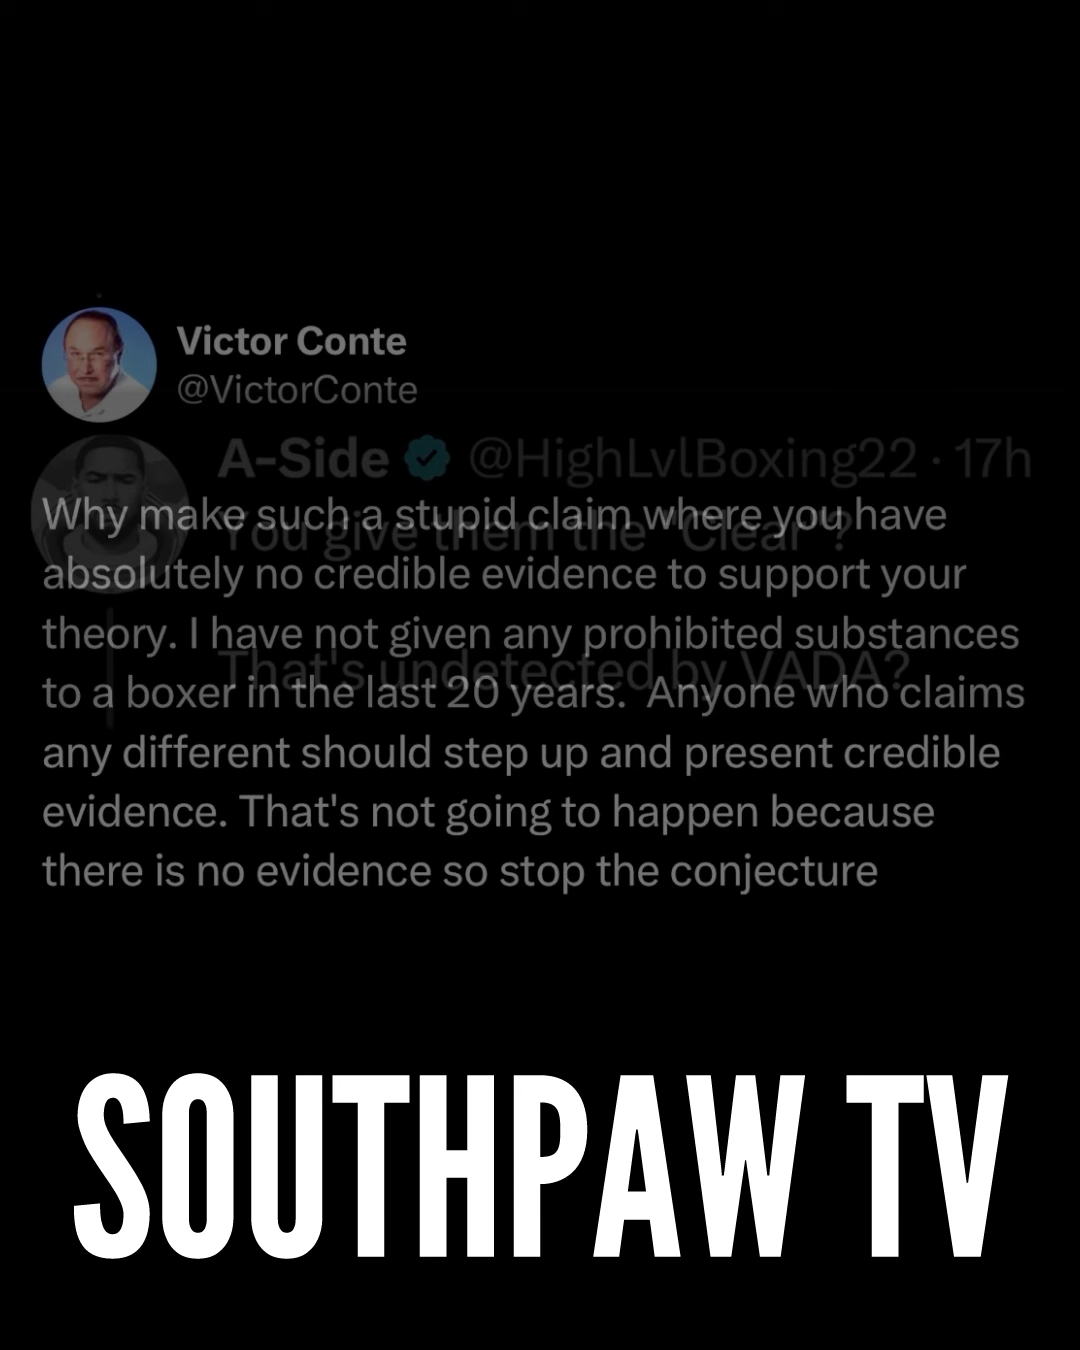 Victor Conte
@VictorConte
A-Side @HighLvlBoxing22 · 17h
You give them the "Clear"?
That's undetected by VADA?
Why make such a stupid claim where you have
absolutely no credible evidence to support your
theory. I have not given any prohibited substances
to a boxer in the last 20 years.  Anyone who claims
any different should step up and present credible
evidence. That's not going to happen because
there is no evidence so stop the conjecture
SOUTHPAW TV